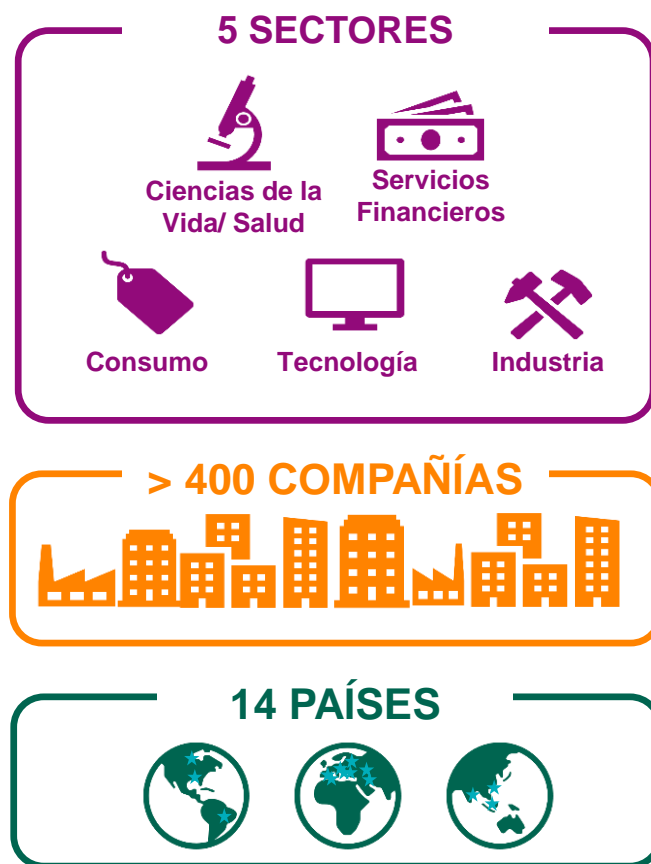 5 SECTORES
Ciencias de la
Vida/ Salud
Servicios
Financieros
Consumo
Tecnología
Industria
> 400 COMPAÑÍAS
14 PAÍSES